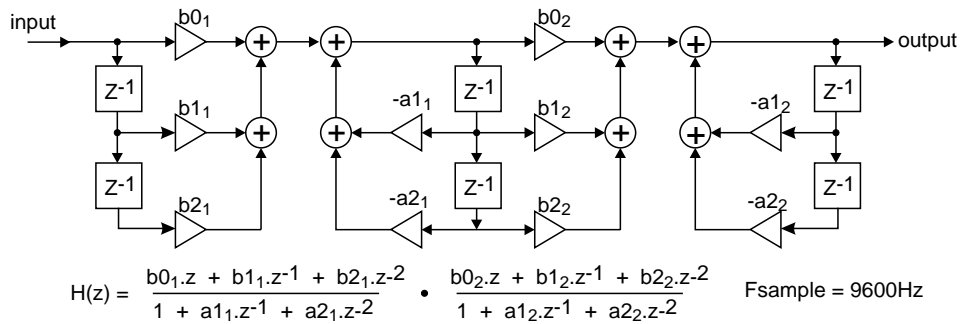 input
b0₁
+
+
b0₂
+
+
output
Z⁻¹
Z⁻¹
Z⁻¹
b1₁
+
+
-a1₁
b1₂
+
+
-a1₂
Z⁻¹
Z⁻¹
Z⁻¹
b2₁
-a2₁
b2₂
-a2₂
H(z) = b0₁.z + b1₁.z⁻¹ + b2₁.z-² • b0₂.z + b1₂.z⁻¹ + b2₂.z-² Fsample = 9600Hz
1 + a1₁.z⁻¹ + a2₁.z-² 1 + a1₂.z⁻¹ + a2₂.z-²